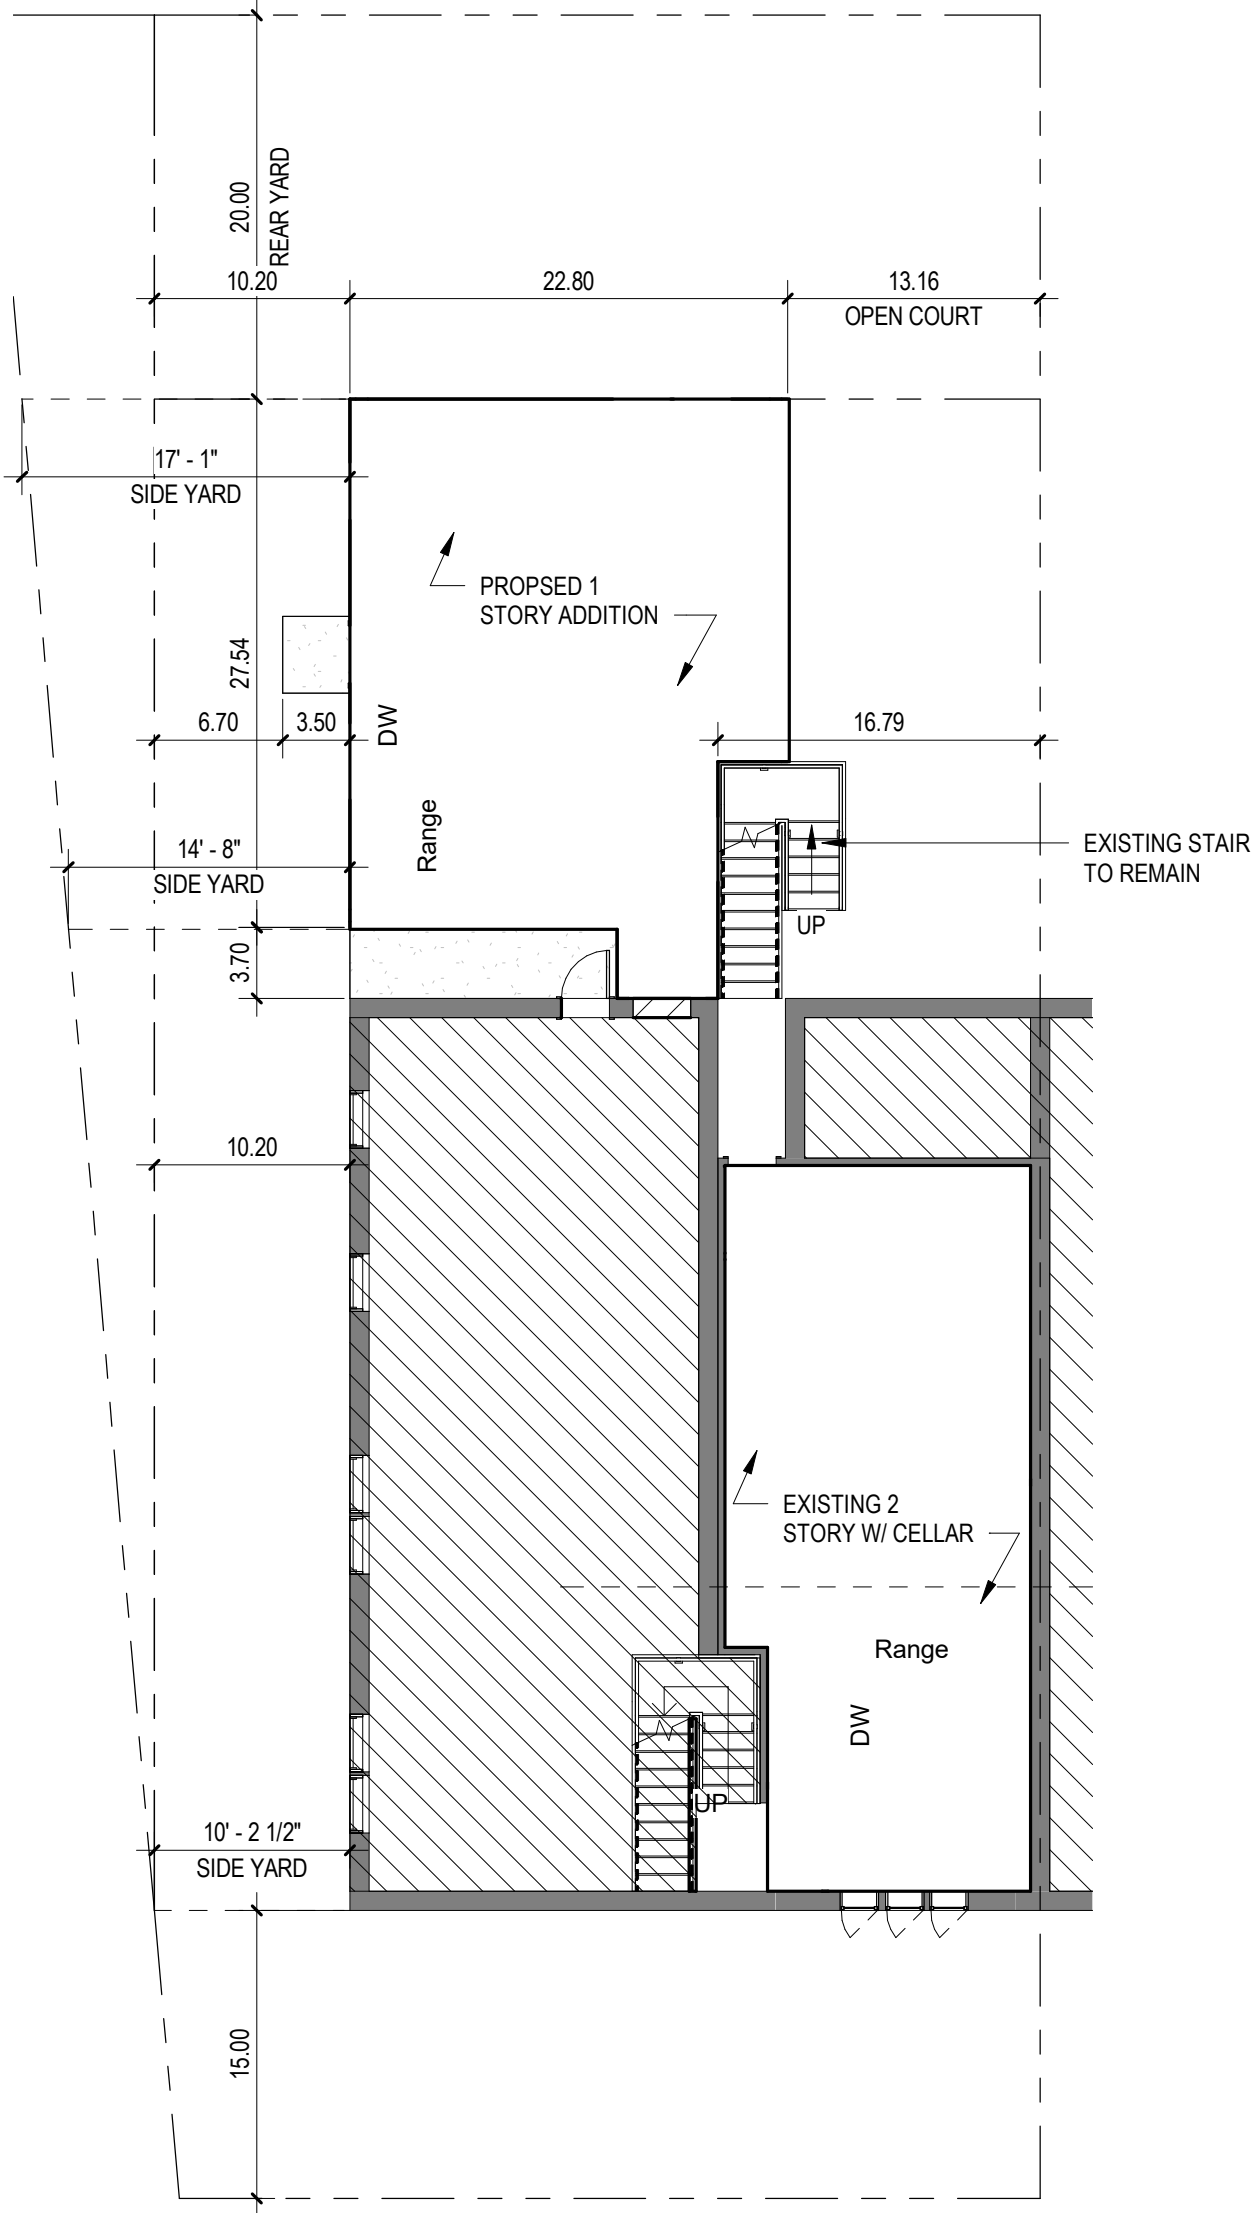 20.00
REAR YARD
10.20
22.80
13.16
OPEN COURT
17' - 1"
SIDE YARD
PROPSED 1
STORY ADDITION
27.54
6.70
3.50
DW
16.79
Range
14' - 8"
SIDE YARD
EXISTING STAIR
TO REMAIN
UP
3.70
10.20
EXISTING 2
STORY W/ CELLAR
Range
DW
UP
10' - 2 1/2"
SIDE YARD
15.00